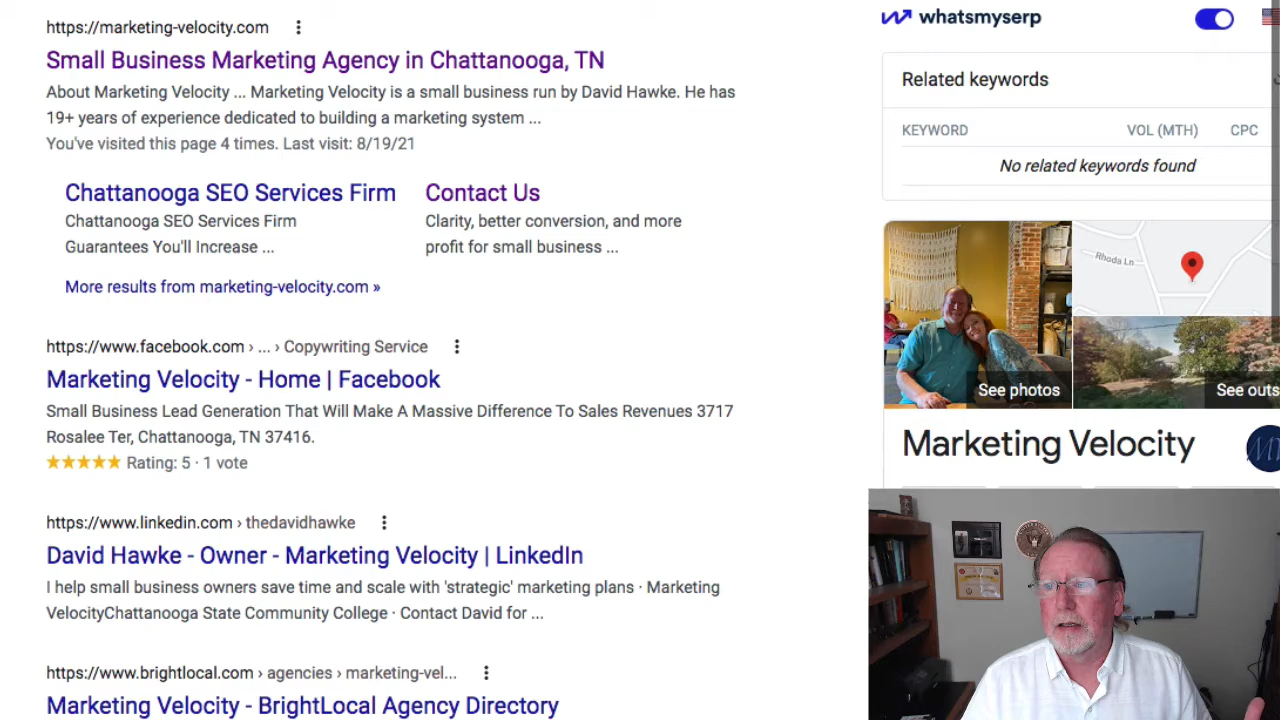 https://marketing-velocity.com
Small Business Marketing Agency in Chattanooga, TN
About Marketing Velocity ... Marketing Velocity is a small business run by David Hawke. He has
19+ years of experience dedicated to building a marketing system ...
You've visited this page 4 times. Last visit: 8/19/21
Chattanooga SEO Services Firm
Chattanooga SEO Services Firm
Guarantees You'll Increase ...
Contact Us
Clarity, better conversion, and more
profit for small business ...
More results from marketing-velocity.com »
https://www.facebook.com › ... › Copywriting Service
Marketing Velocity - Home | Facebook
Small Business Lead Generation That Will Make A Massive Difference To Sales Revenues 3717
Rosalee Ter, Chattanooga, TN 37416.
Rating: 5 · 1 vote
https://www.linkedin.com › thedavidhawke
David Hawke - Owner - Marketing Velocity | LinkedIn
I help small business owners save time and scale with 'strategic' marketing plans · Marketing
VelocityChattanooga State Community College · Contact David for ...
https://www.brightlocal.com › agencies › marketing-vel...
Marketing Velocity - BrightLocal Agency Directory
whatsmyserp
Related keywords
KEYWORD VOL (MTH) CPC
No related keywords found
Rhoda Ln
See photos
See outs
Marketing Velocity